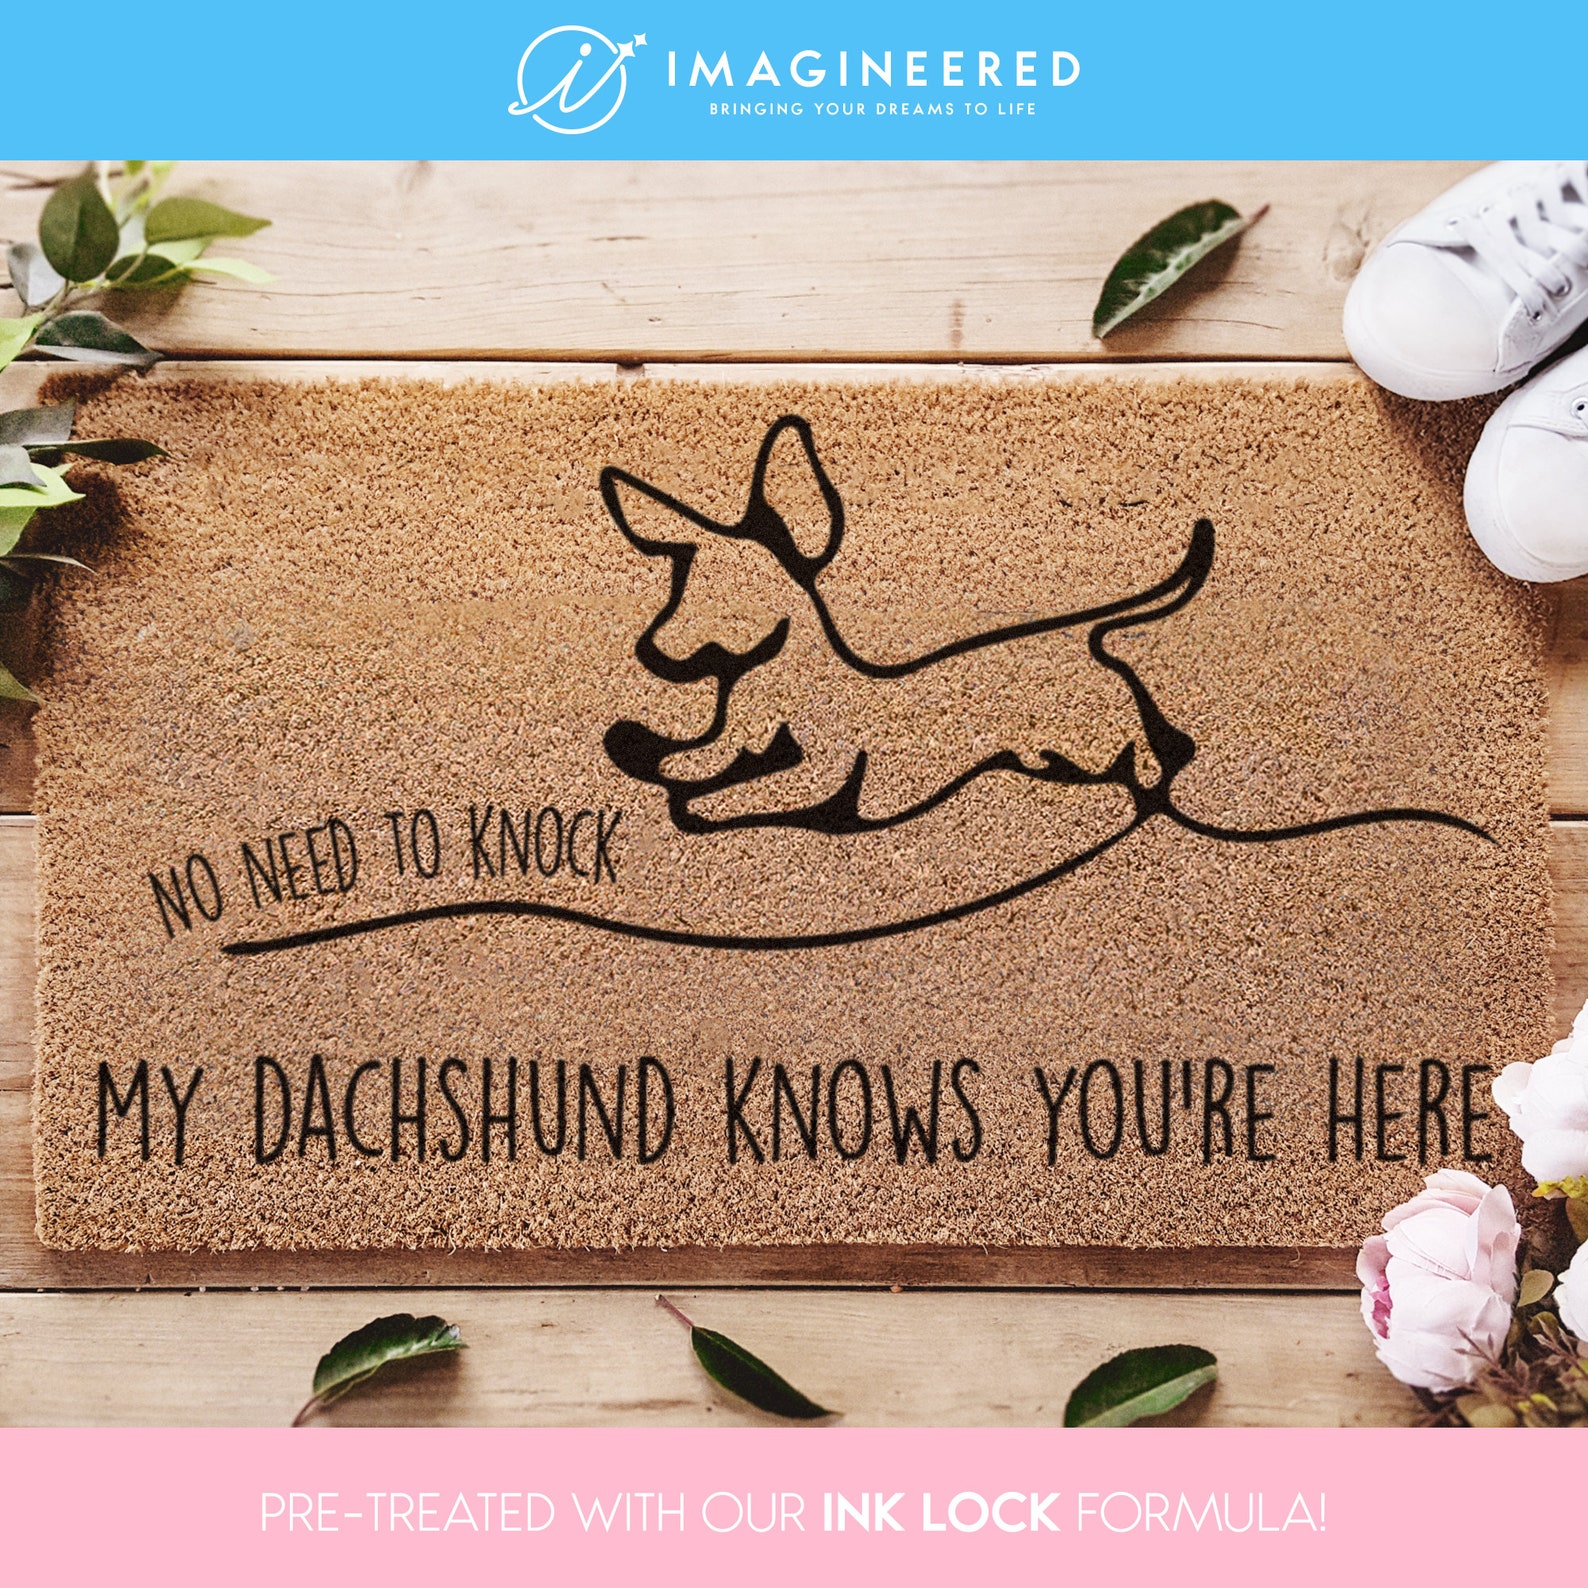 IMAGINEERED
BRINGING YOUR DREAMS TO LIFE
NO NEED TO KNOCK
MY DACHSHUND KNOWS YOU'RE HERE
PRE-TREATED WITH OUR INK LOCK FORMULA!